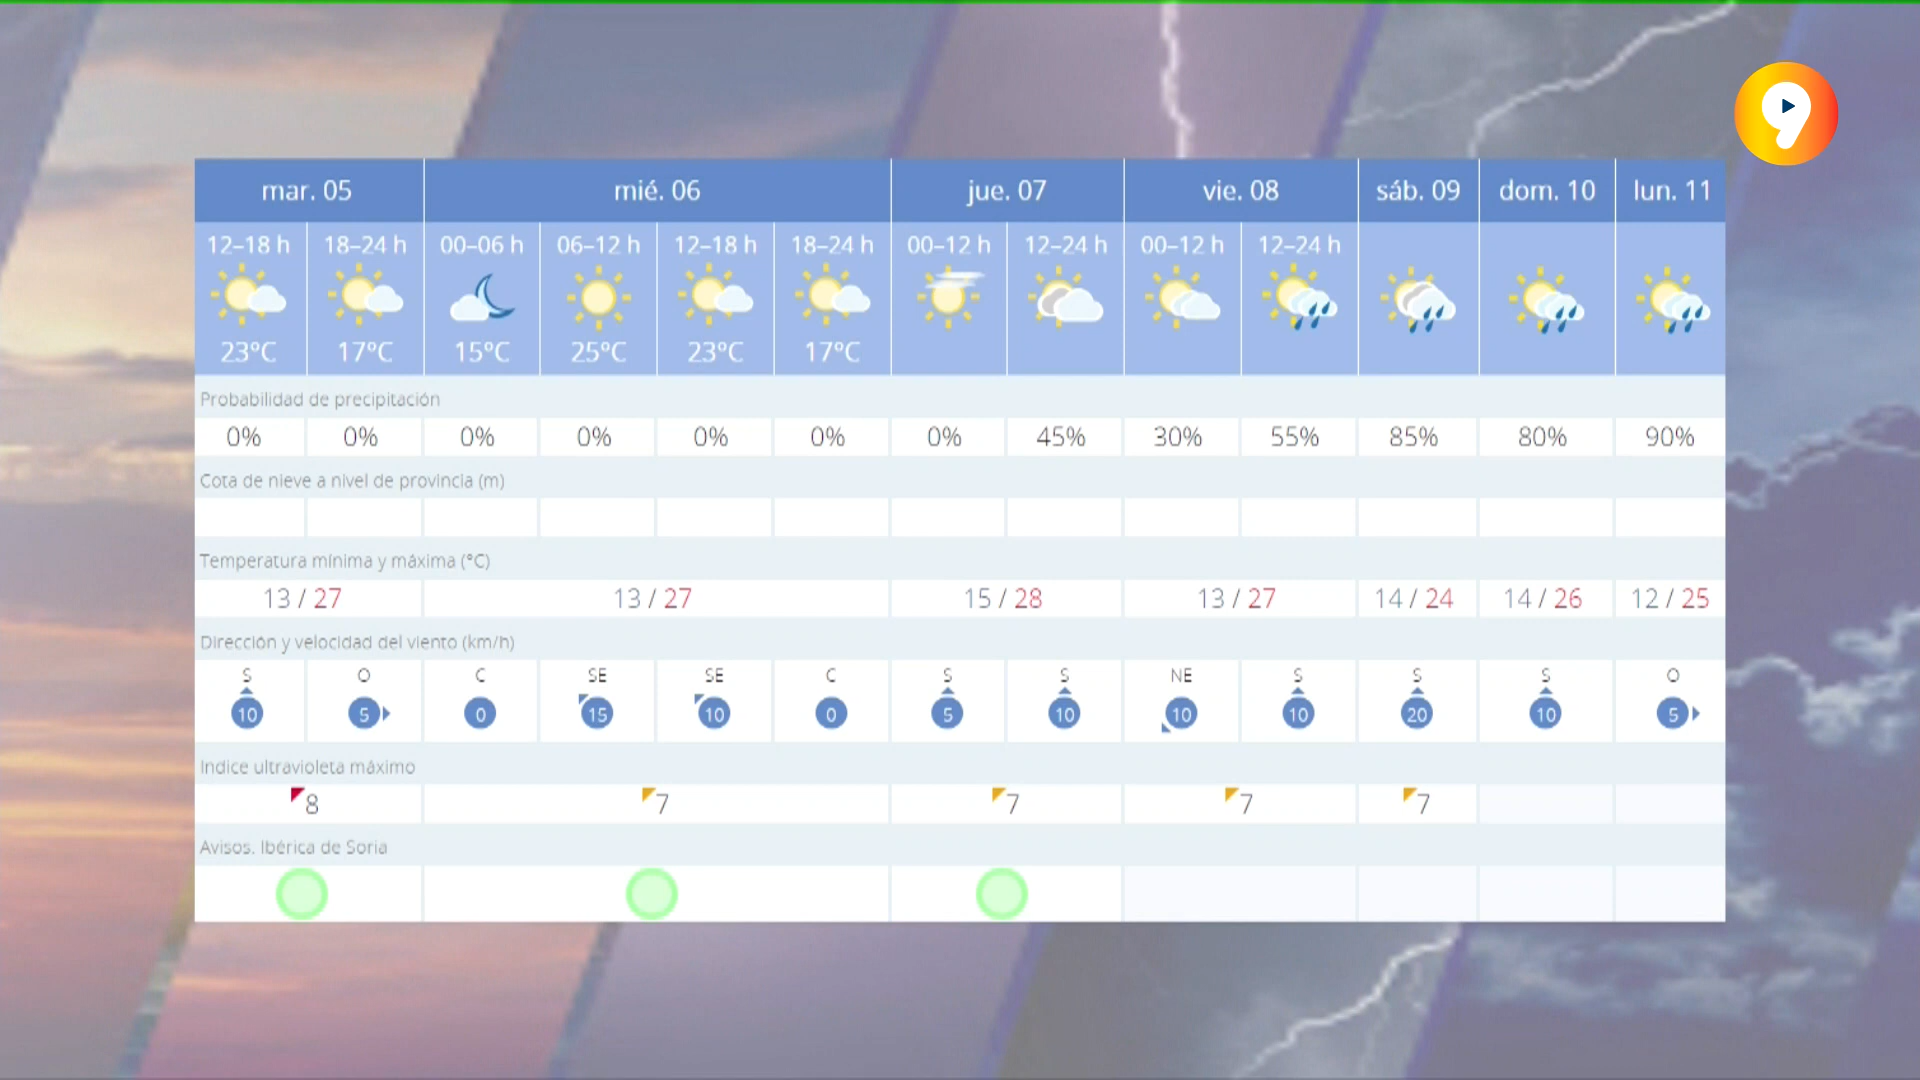 9
mar. 05 mié. 06 jue. 07 vie. 08 sáb. 09 dom. 10 lun. 11
12–18 h 18–24 h 00–06 h 06–12 h 12–18 h 18–24 h 00–12 h 12–24 h 00–12 h 12–24 h
23°C 17°C 15°C 25°C 23°C 17°C
Probabilidad de precipitación
0% 0% 0% 0% 0% 0% 0% 45% 30% 55% 85% 80% 90%
Cota de nieve a nivel de provincia (m)
Temperatura mínima y máxima (°C)
13 / 27 13 / 27 15 / 28 13 / 27 14 / 24 14 / 26 12 / 25
Dirección y velocidad del viento (km/h)
S O C SE SE C S S NE S S S O
10 5 0 15 10 0 5 10 10 10 20 10 5
Indice ultravioleta máximo
8 7 7 7 7
Avisos. Ibérica de Soria